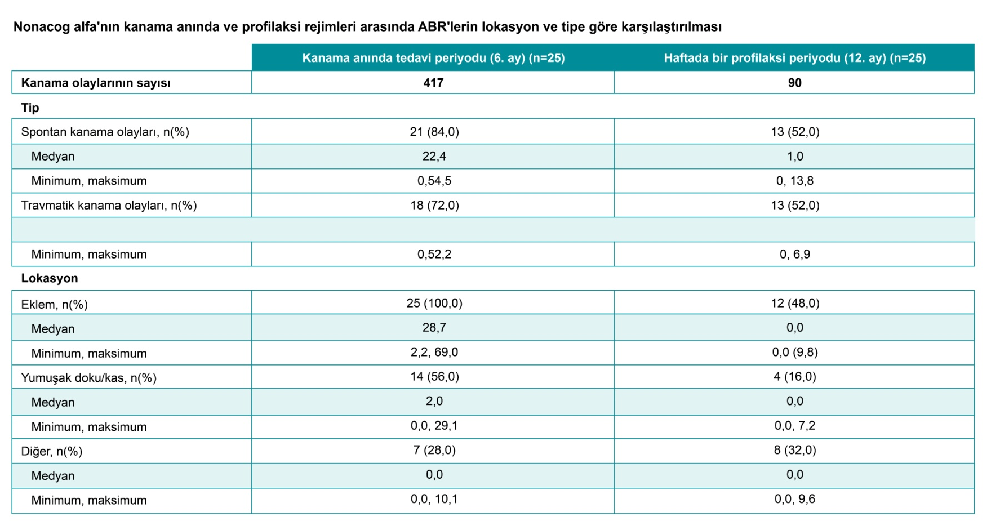 Nonacog alfa'nın kanama anında ve profilaksi rejimleri arasında ABR'lerin lokasyon ve tipe göre karşılaştırılması
Kanama anında tedavi periyodu (6. ay) (n=25) Haftada bir profilaksi periyodu (12. ay) (n=25)
Kanama olaylarının sayısı 417 90
Tip
Spontan kanama olayları, n(%) 21 (84,0) 13 (52,0)
Medyan 22,4 1,0
Minimum, maksimum 0,54,5 0, 13,8
Travmatik kanama olayları, n(%) 18 (72,0) 13 (52,0)
Minimum, maksimum 0,52,2 0, 6,9
Lokasyon
Eklem, n(%) 25 (100,0) 12 (48,0)
Medyan 28,7 0,0
Minimum, maksimum 2,2, 69,0 0,0 (9,8)
Yumuşak doku/kas, n(%) 14 (56,0) 4 (16,0)
Medyan 2,0 0,0
Minimum, maksimum 0,0, 29,1 0,0, 7,2
Diğer, n(%) 7 (28,0) 8 (32,0)
Medyan 0,0 0,0
Minimum, maksimum 0,0, 10,1 0,0, 9,6